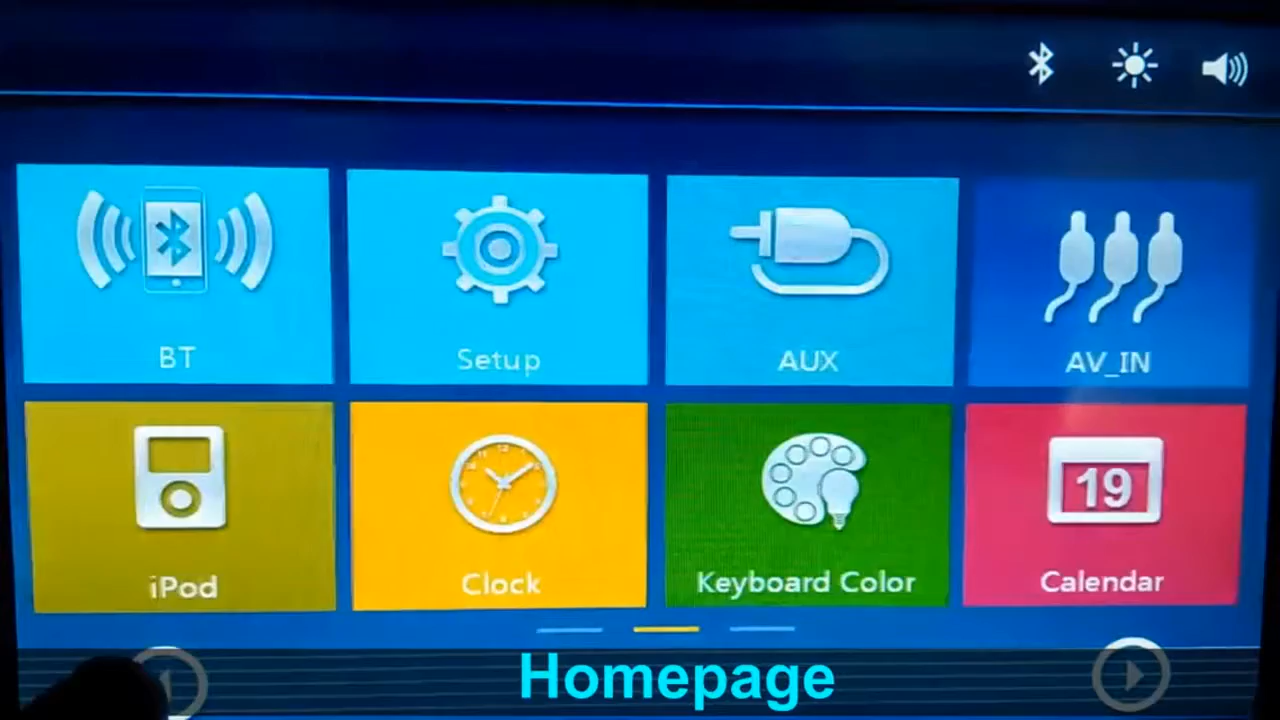 BT
Setup
AUX
AV_IN
iPod
Clock
Keyboard Color
19
Calendar
Homepage